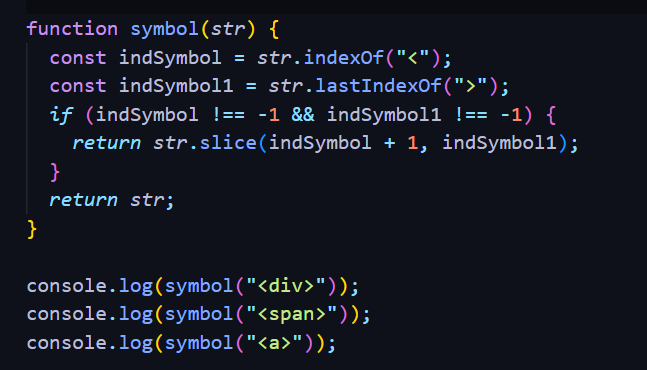 function symbol(str) {
  const indSymbol = str.indexOf("<");
  const indSymbol1 = str.lastIndexOf(">");
  if (indSymbol !== -1 && indSymbol1 !== -1) {
    return str.slice(indSymbol + 1, indSymbol1);
  }
  return str;
}

console.log(symbol("<div>"));
console.log(symbol("<span>"));
console.log(symbol("<a>"));